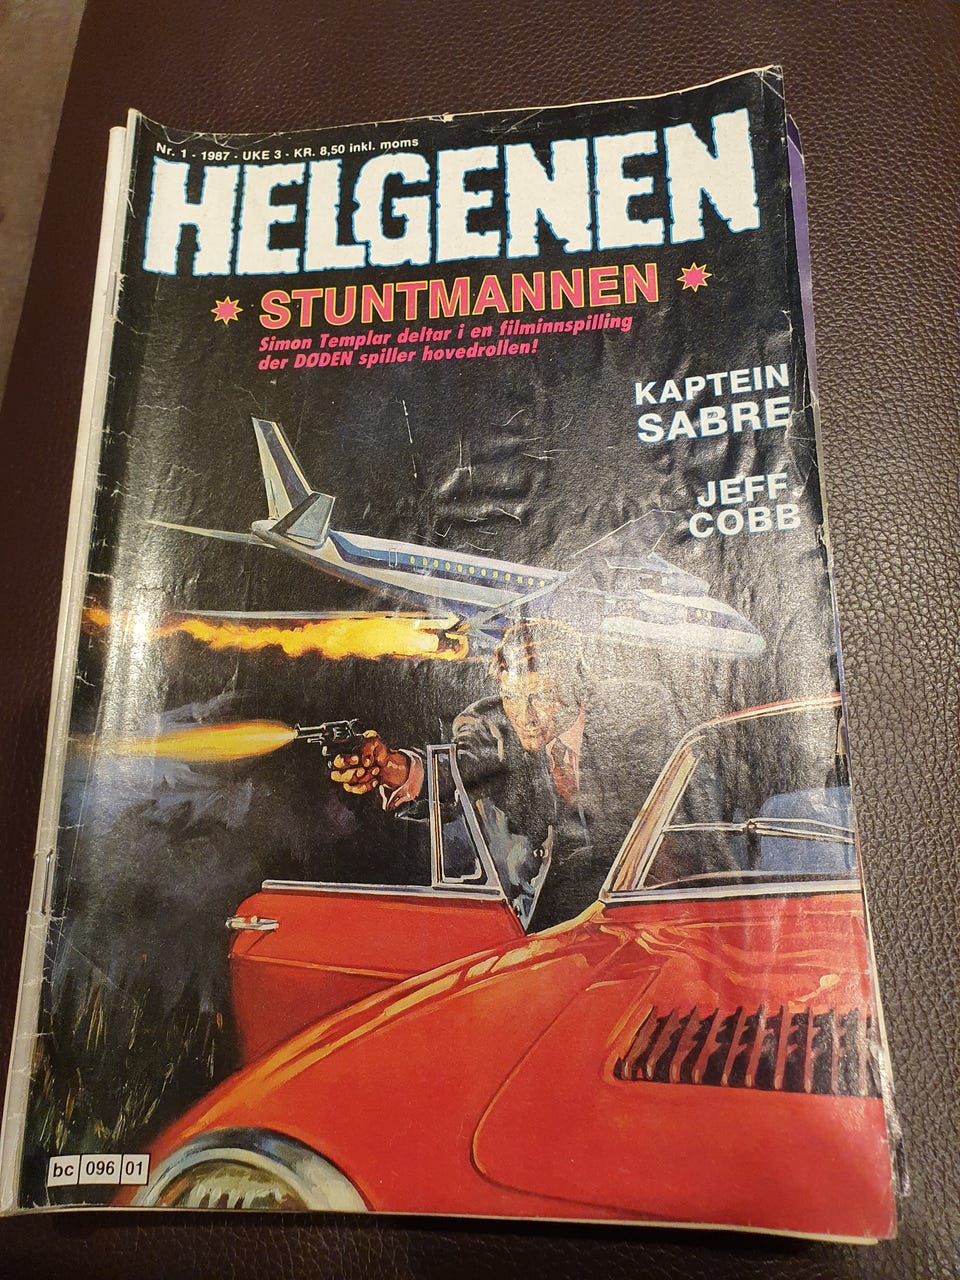 Nr. 1 - 1987 - UKE 3 - KR. 8,50 inkl. moms
HELGENEN
STUNTMANNEN
Simon Templar deltar i en filminnspilling
der DØDEN spiller hovedrollen!
KAPTEIN
SABRE
JEFF
COBB
bc 096 01